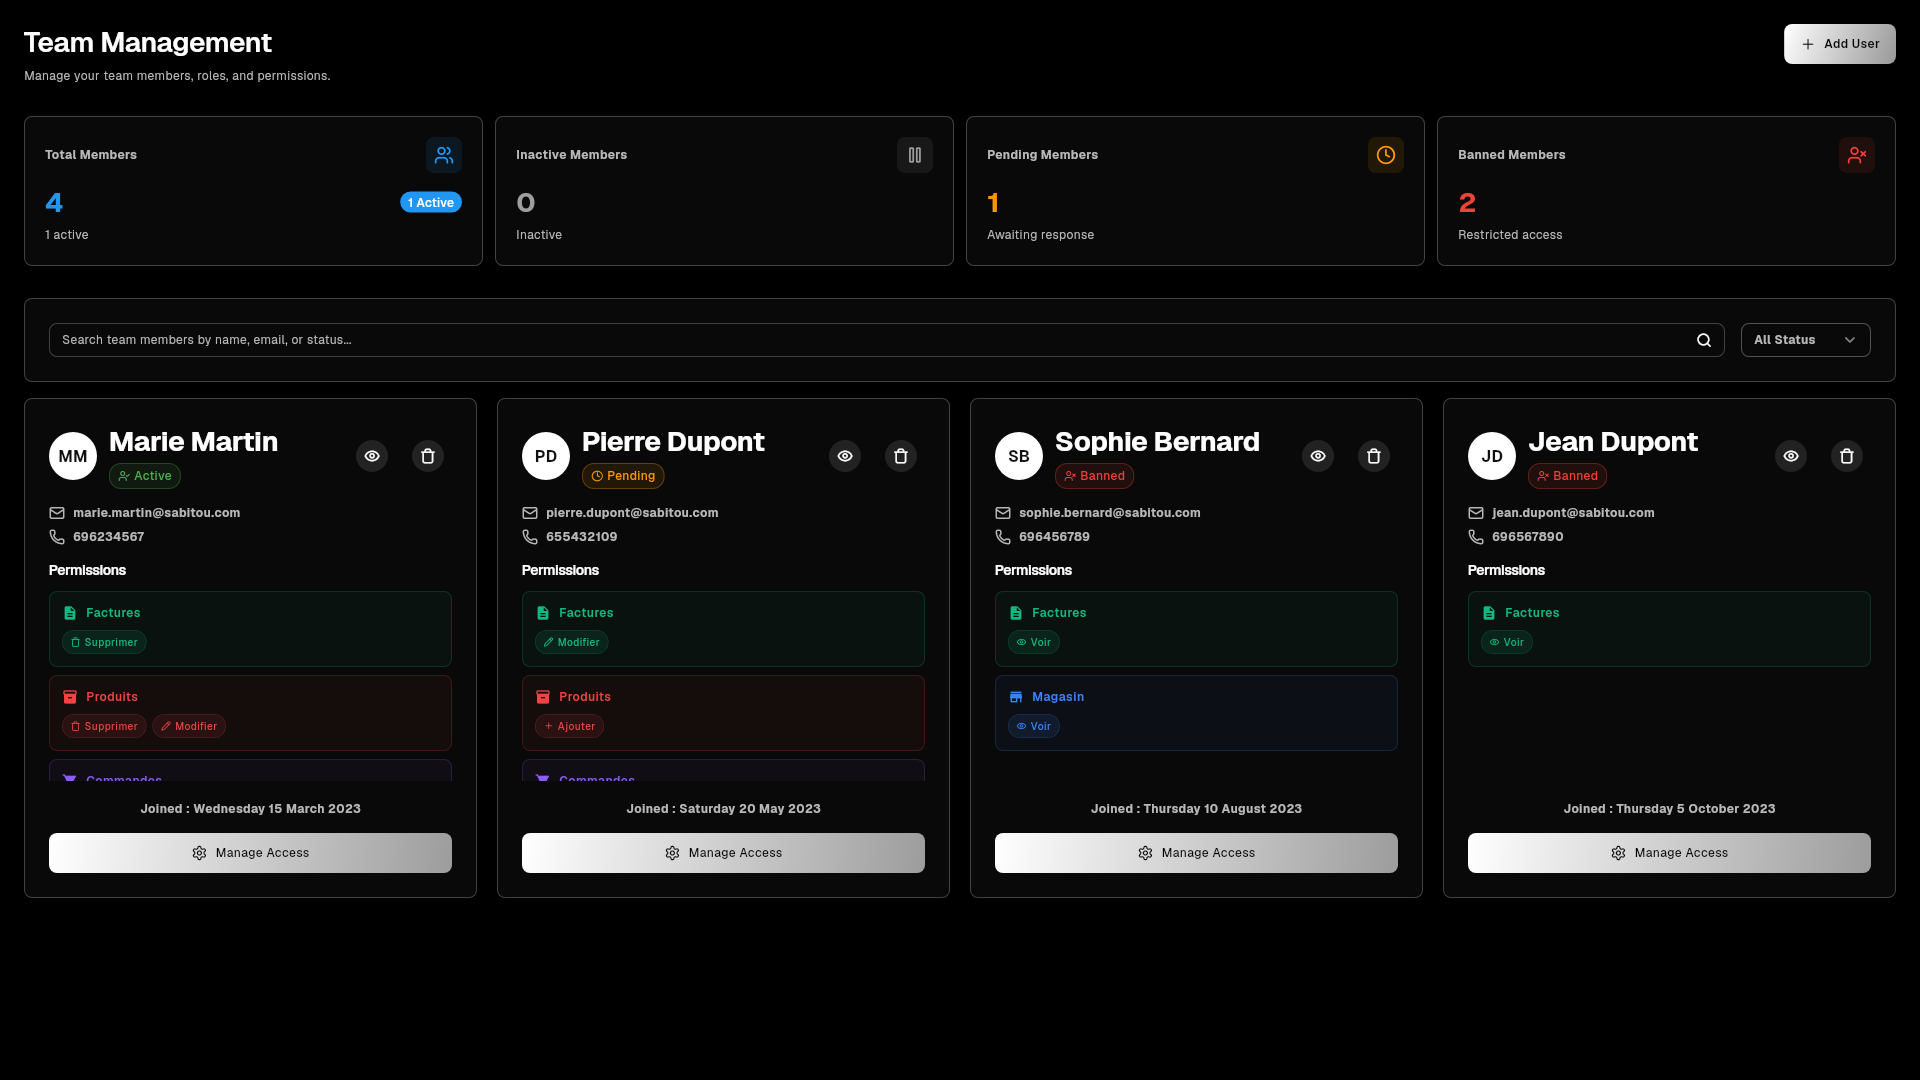 Team Management
Manage your team members, roles, and permissions.
Add User
Total Members
4
1 Active
1 active
Inactive Members
0
Inactive
Pending Members
1
Awaiting response
Banned Members
2
Restricted access
Search team members by name, email, or status...
All Status
MM
Marie Martin
Active
marie.martin@sabitou.com
696234567
Permissions
Factures
Supprimer
Produits
Supprimer Modifier
Commandes
Joined : Wednesday 15 March 2023
Manage Access
PD
Pierre Dupont
Pending
pierre.dupont@sabitou.com
655432109
Permissions
Factures
Modifier
Produits
Ajouter
Commandes
Joined : Saturday 20 May 2023
Manage Access
SB
Sophie Bernard
Banned
sophie.bernard@sabitou.com
696456789
Permissions
Factures
Voir
Magasin
Voir
Joined : Thursday 10 August 2023
Manage Access
JD
Jean Dupont
Banned
jean.dupont@sabitou.com
696567890
Permissions
Factures
Voir
Joined : Thursday 5 October 2023
Manage Access